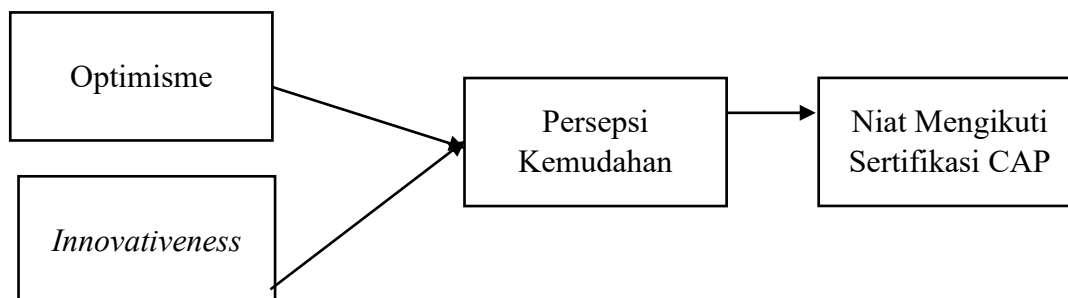 Optimisme
Persepsi
Kemudahan
Niat Mengikuti
Sertifikasi CAP
Innovativeness